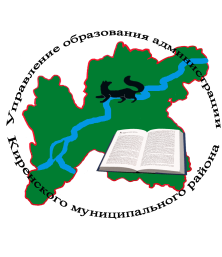 Управление образования администрации
Киренского муниципального района